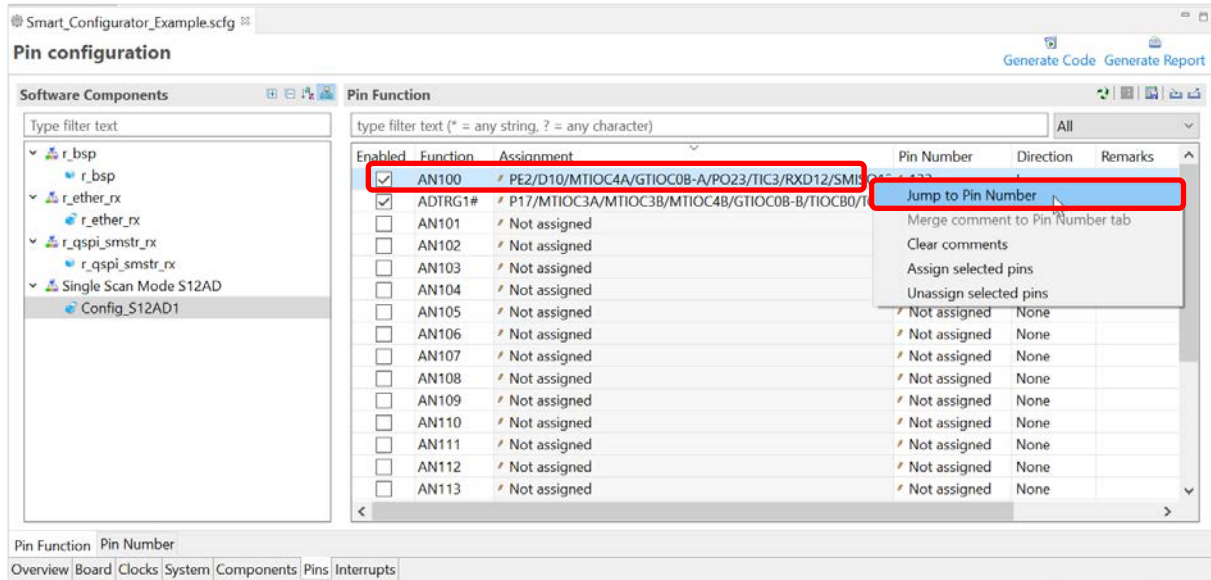 Smart_Configurator_Example.scfg
Pin configuration
Generate Code Generate Report
Software Components
Type filter text
r_bsp
r_bsp
r_ether_rx
r_ether_rx
r_qspi_smstr_rx
r_qspi_smstr_rx
Single Scan Mode S12AD
Config_S12AD1
Pin Function
type filter text (* = any string, ? = any character) All
Enabled Function Assignment Pin Number Direction Remarks
AN100 PE2/D10/MTIOC4A/GTIOC0B-A/PO23/TIC3/RXD12/SMISO12
ADTRG1# P17/MTIOC3A/MTIOC3B/MTIOC4B/GTIOC0B-B/TIOCB0/
AN101 Not assigned
AN102 Not assigned
AN103 Not assigned
AN104 Not assigned
AN105 Not assigned Not assigned None
AN106 Not assigned Not assigned None
AN107 Not assigned Not assigned None
AN108 Not assigned Not assigned None
AN109 Not assigned Not assigned None
AN110 Not assigned Not assigned None
AN111 Not assigned Not assigned None
AN112 Not assigned Not assigned None
AN113 Not assigned Not assigned None
Jump to Pin Number
Merge comment to Pin Number tab
Clear comments
Assign selected pins
Unassign selected pins
Pin Function Pin Number
Overview Board Clocks System Components Pins Interrupts